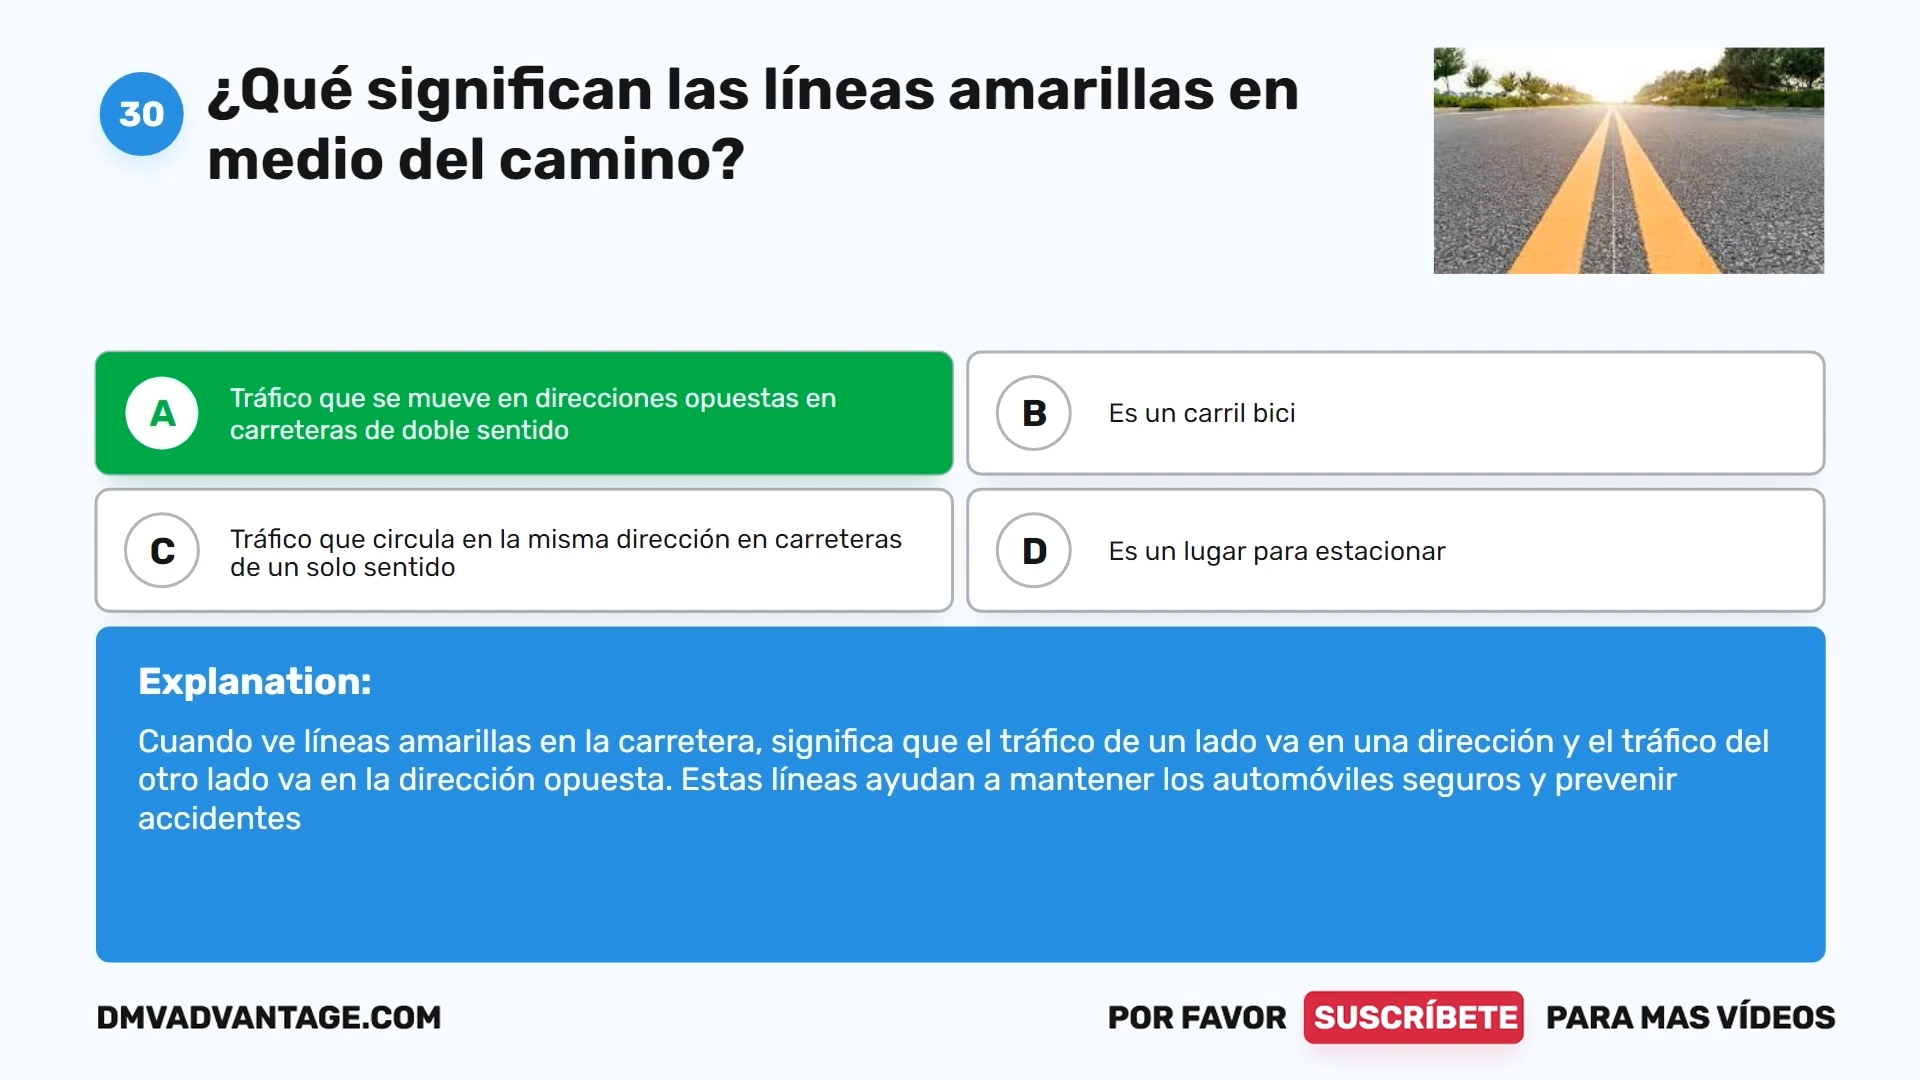 30
¿Qué significan las líneas amarillas en
medio del camino?
A
Tráfico que se mueve en direcciones opuestas en
carreteras de doble sentido
B
Es un carril bici
C
Tráfico que circula en la misma dirección en carreteras
de un solo sentido
D
Es un lugar para estacionar
Explanation:
Cuando ve líneas amarillas en la carretera, significa que el tráfico de un lado va en una dirección y el tráfico del
otro lado va en la dirección opuesta. Estas líneas ayudan a mantener los automóviles seguros y prevenir
accidentes
DMVADVANTAGE.COM
POR FAVOR SUSCRÍBETE PARA MAS VÍDEOS